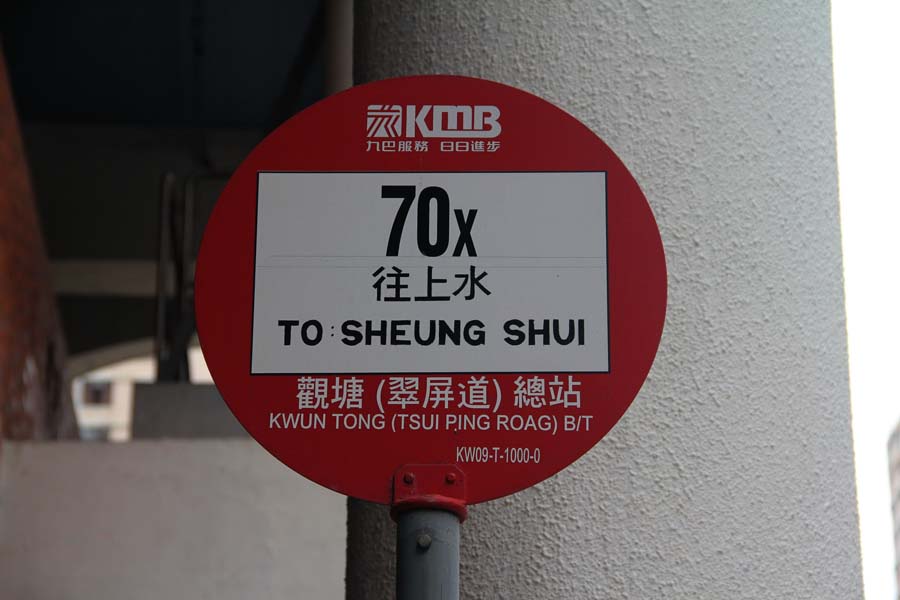 KMB
九巴服務 日日進步
70X
往上水
TO : SHEUNG SHUI
觀塘 (翠屏道) 總站
KWUN TONG (TSUI PING ROAG) B/T
KW09-T-1000-0